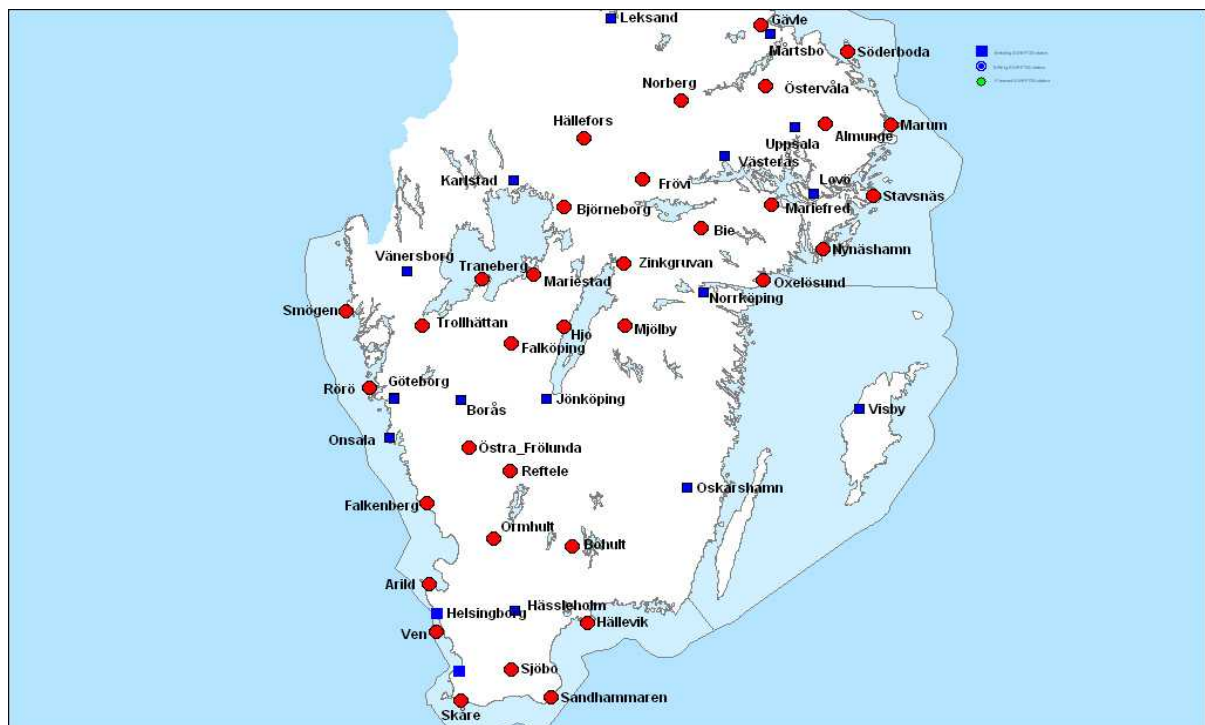 Leksand
Gävle
Mårtsbo
Söderboda
Norberg
Östervåla
Hällefors
Almunge
Marum
Uppsala
Västerås
Karlstad
Frövi
Lovö
Stavsnäs
Björneborg
Mariefred
Bie
Nynäshamn
Vänersborg
Traneberg
Mariestad
Zinkgruvan
Oxelösund
Norrköping
Smögen
Trollhättan
Hjo
Mjölby
Falköping
Rörö
Göteborg
Borås
Jönköping
Visby
Onsala
Östra_Frölunda
Reftele
Oskarshamn
Falkenberg
Ormhult
Bohult
Arild
Helsingborg
Hässleholm
Hällevik
Ven
Sjöbo
Sandhammaren
Skåre